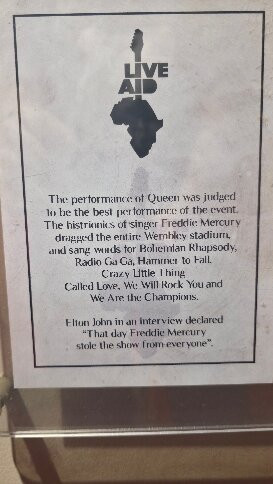 LIVE
AID
The performance of Queen was judged
to be the best performance of the event.
The histrionics of singer Freddie Mercury
dragged the entire Wembley stadium,
and sang words for Bohemian Rhapsody,
Radio Ga Ga, Hammer to Fall,
Crazy Little Thing
Called Love, We Will Rock You and
We Are the Champions.
Elton John in an interview declared
"That day Freddie Mercury
stole the show from everyone".